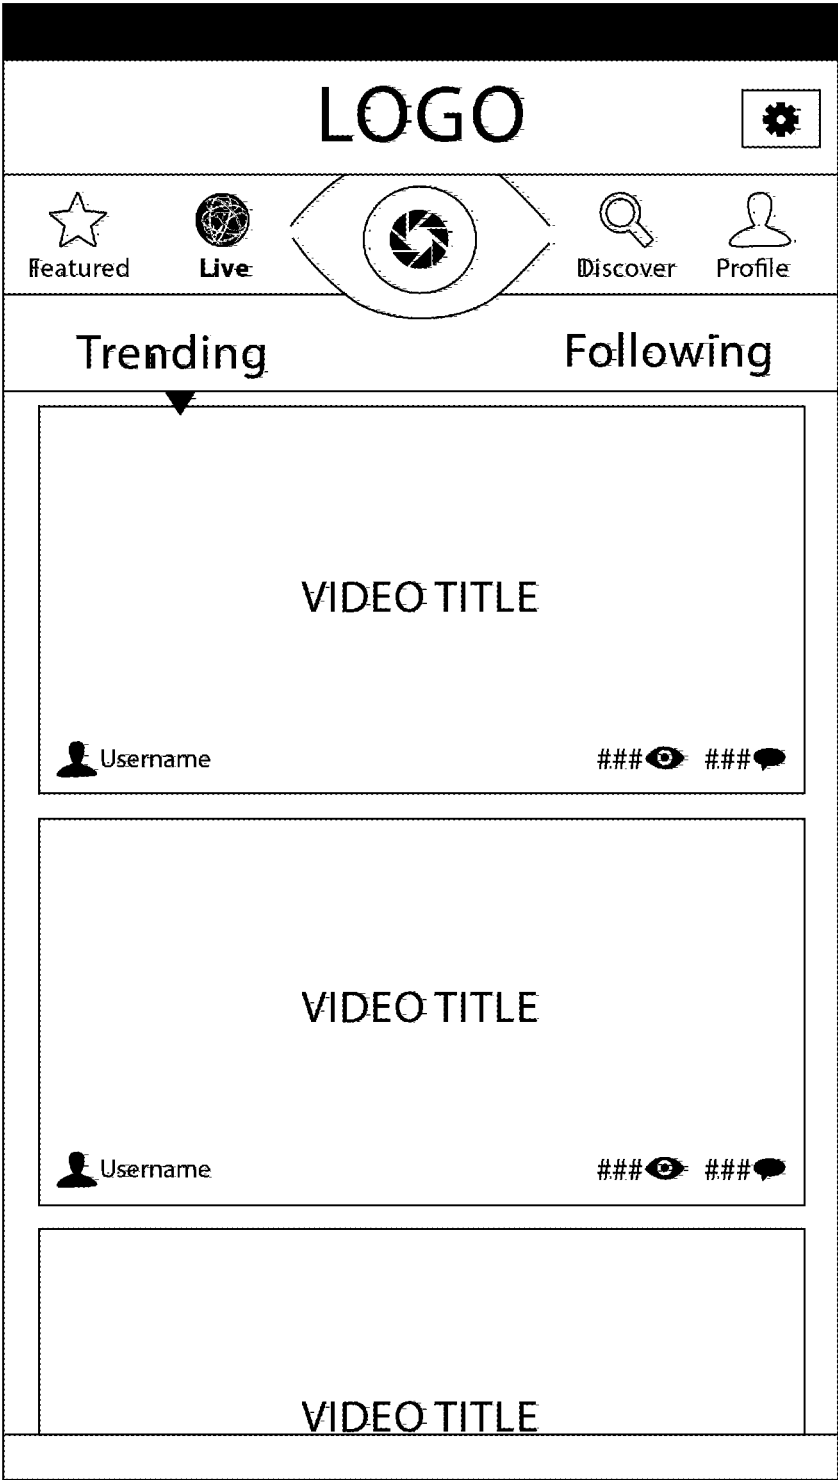 LOGO
Featured Live Discover Profile
Trending Following
VIDEO TITLE
Username ### ###
VIDEO TITLE
Username ### ###
VIDEO TITLE